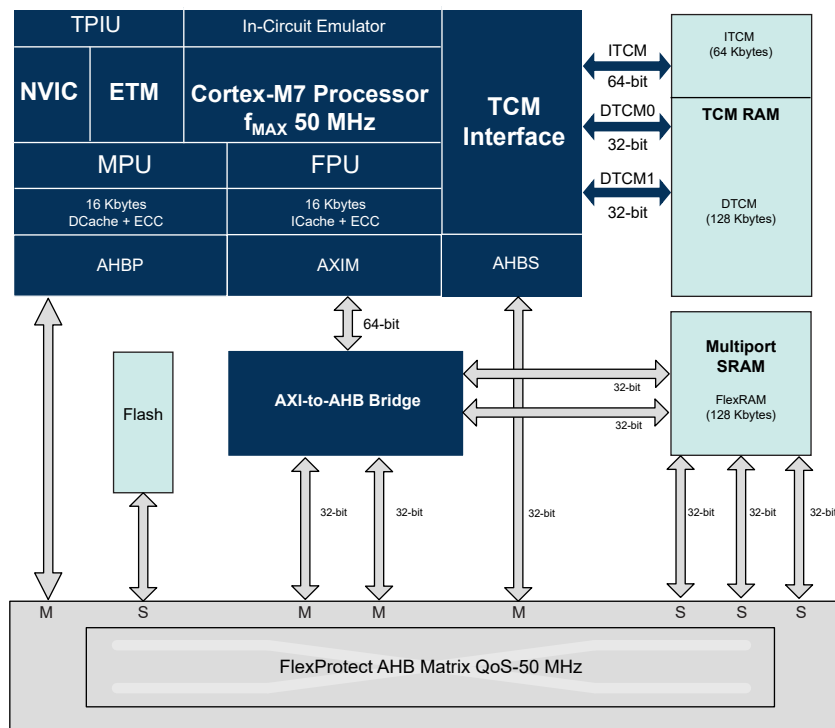 TPIU
In-Circuit Emulator
NVIC
ETM
Cortex-M7 Processor
fMAX 50 MHz
TCM
Interface
ITCM
64-bit
DTCM0
32-bit
DTCM1
32-bit
ITCM
(64 Kbytes)
TCM RAM
DTCM
(128 Kbytes)
MPU
FPU
16 Kbytes
DCache + ECC
16 Kbytes
ICache + ECC
AHBP
AXIM
AHBS
64-bit
Flash
AXI-to-AHB Bridge
32-bit
32-bit
Multiport
SRAM
FlexRAM
(128 Kbytes)
32-bit
32-bit
32-bit
32-bit
32-bit
32-bit
M
S
M
M
M
S
S
S
FlexProtect AHB Matrix QoS-50 MHz